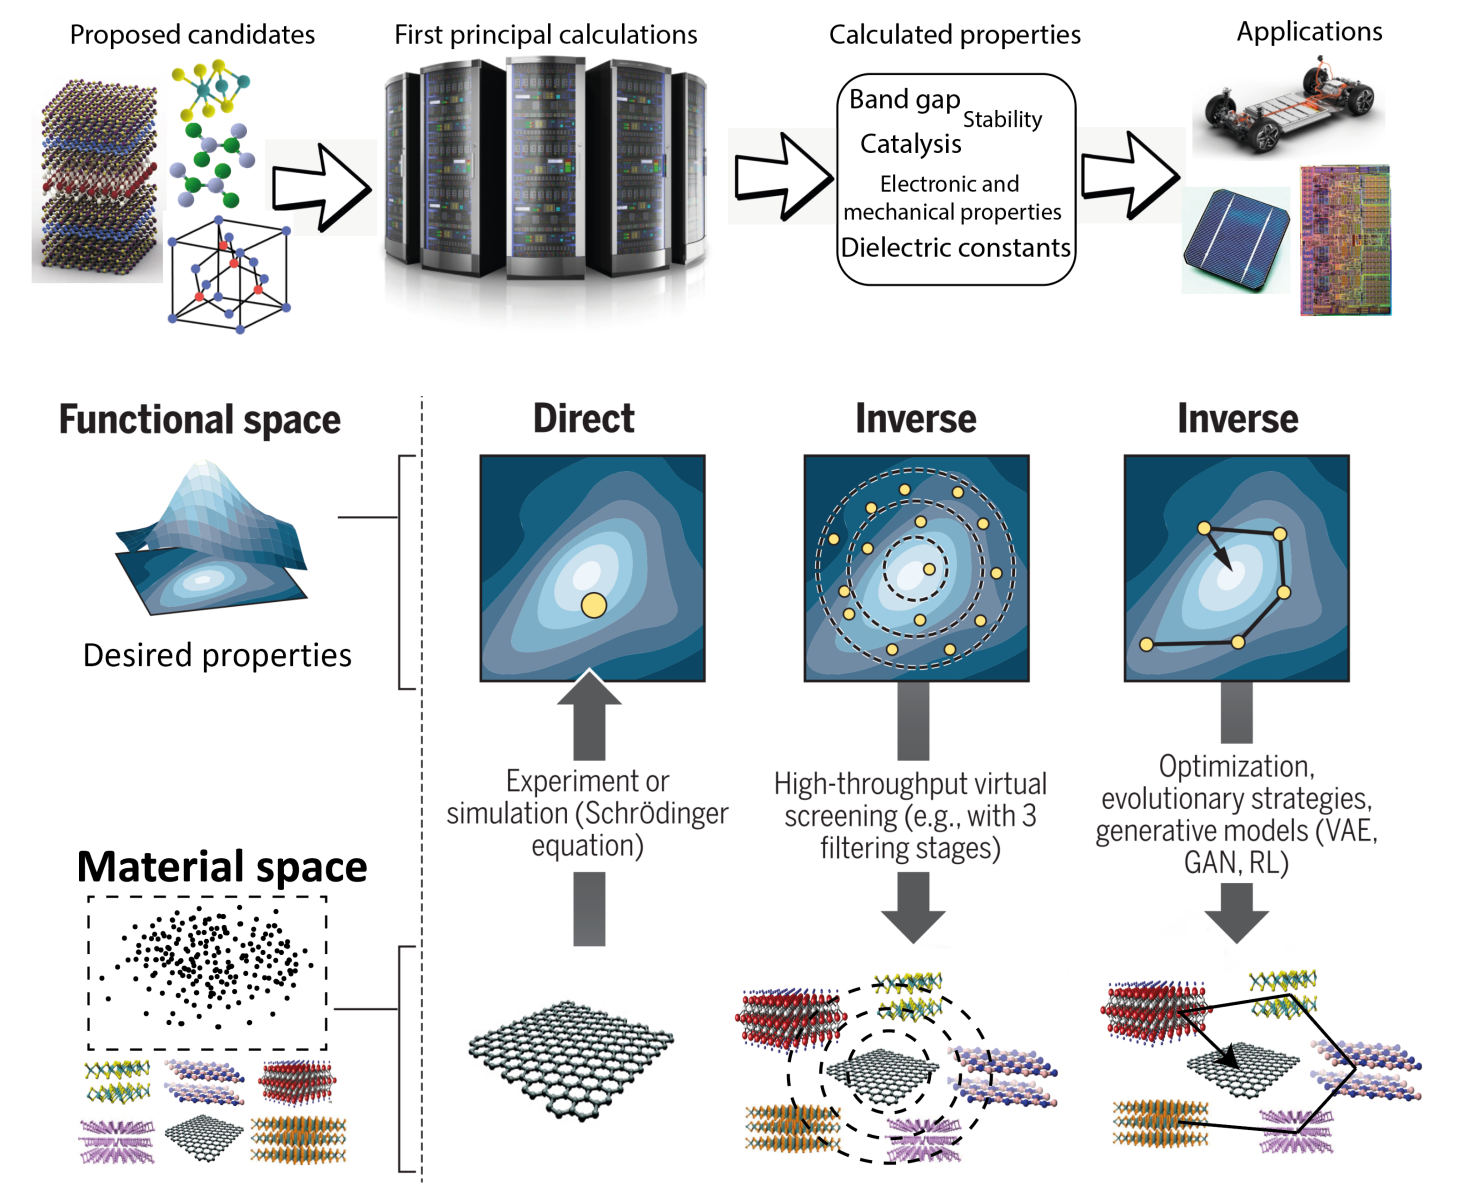 Proposed candidates
First principal calculations
Calculated properties
Applications
Band gap
Stability
Catalysis
Electronic and
mechanical properties
Dielectric constants
Functional space
Direct
Inverse
Inverse
Desired properties
Experiment or
simulation (Schrödinger
equation)
High-throughput virtual
screening (e.g., with 3
filtering stages)
Optimization,
evolutionary strategies,
generative models (VAE,
GAN, RL)
Material space